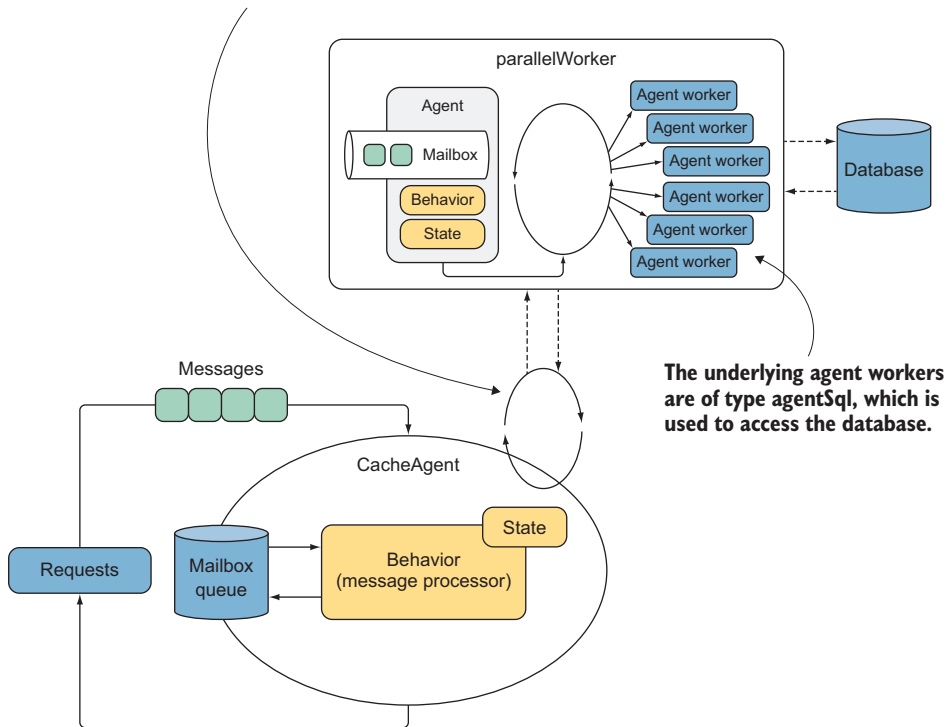 parallelWorker
Agent
Mailbox
Behavior
State
Agent worker
Agent worker
Agent worker
Agent worker
Agent worker
Agent worker
Database
The underlying agent workers
are of type agentSql, which is
used to access the database.
Messages
CacheAgent
Requests
Mailbox
queue
State
Behavior
(message processor)